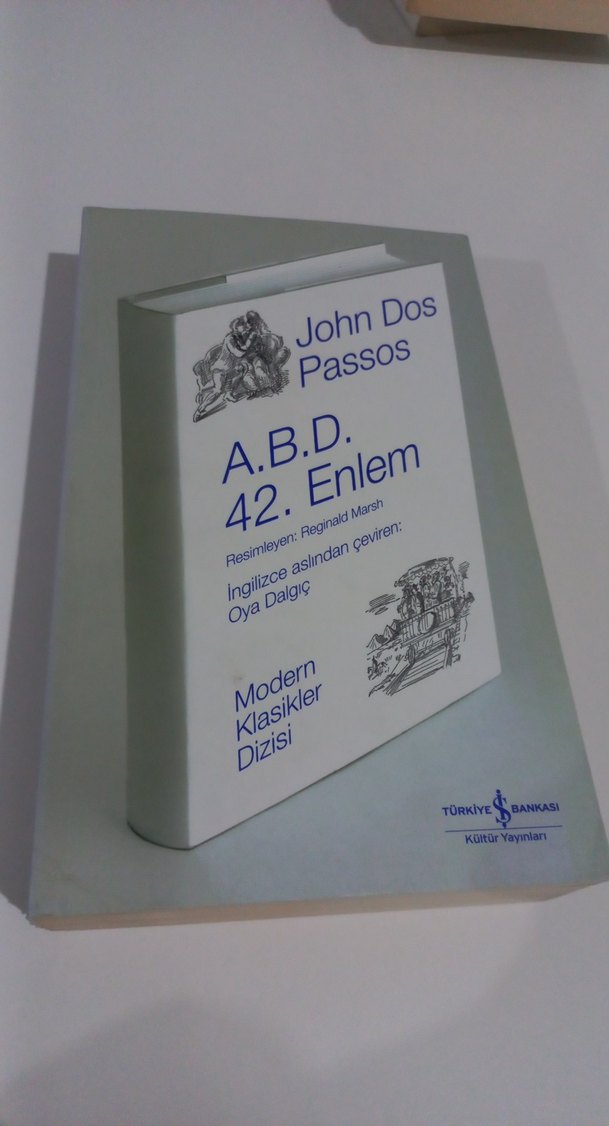 John Dos
Passos
A.B.D.
42. Enlem
Resimleyen: Reginald Marsh
İngilizce aslından çeviren:
Oya Dalgıç
Modern
Klasikler
Dizisi
TÜRKİYE İŞ BANKASI
Kültür Yayınları